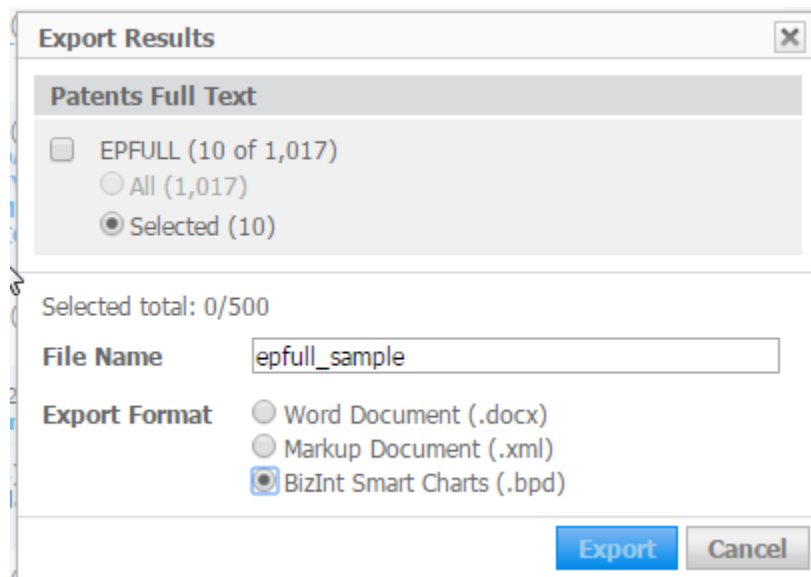 Export Results
Patents Full Text
EPFULL (10 of 1,017)
All (1,017)
Selected (10)
Selected total: 0/500
File Name epfull_sample
Export Format Word Document (.docx)
Markup Document (.xml)
BizInt Smart Charts (.bpd)
Export Cancel